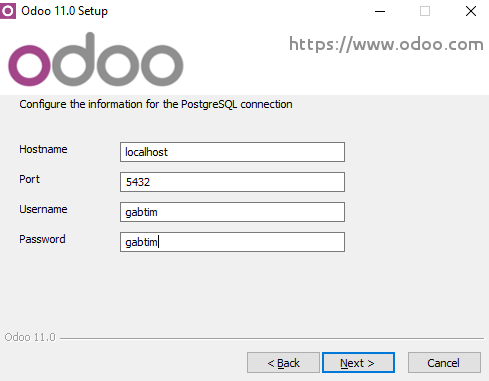 Odoo 11.0 Setup
odoo
https://www.odoo.com
Configure the information for the PostgreSQL connection
Hostname
localhost
Port
5432
Username
gabtim
Password
gabtim
Odoo 11.0
< Back
Next >
Cancel